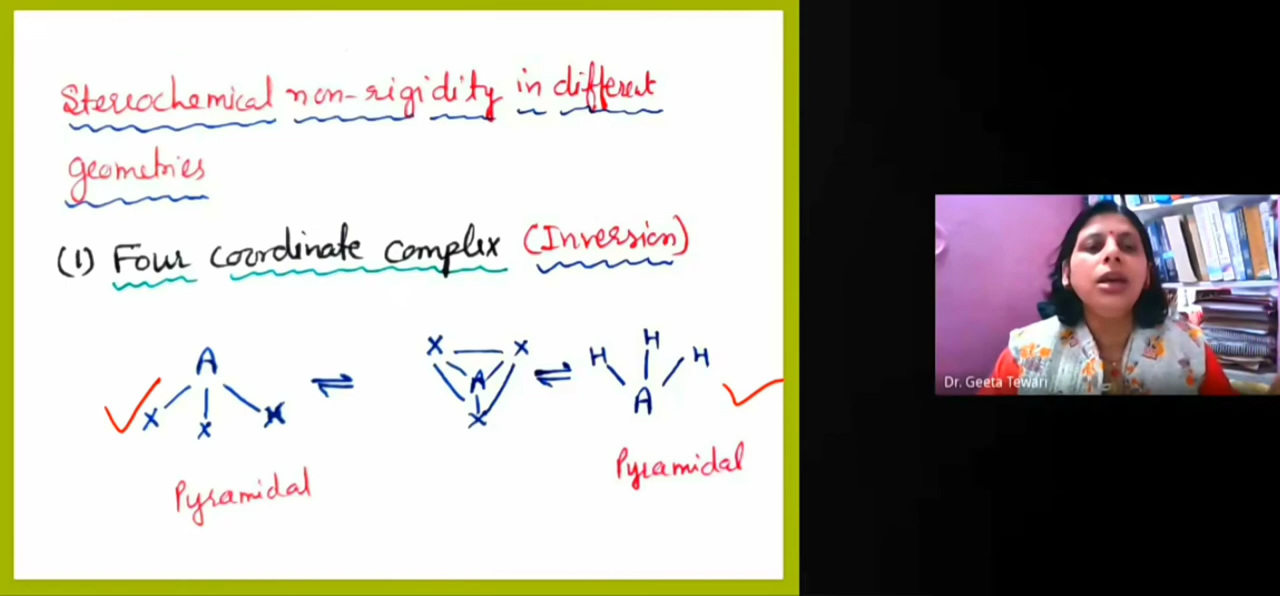 Stereochemical non-rigidity in different
geometries
(1) Four coordinate complex (Inversion)
A
X X X
⇌
X X
A
X
⇌
H H H
A
Pyramidal
Pyramidal
Dr. Geeta Tewari